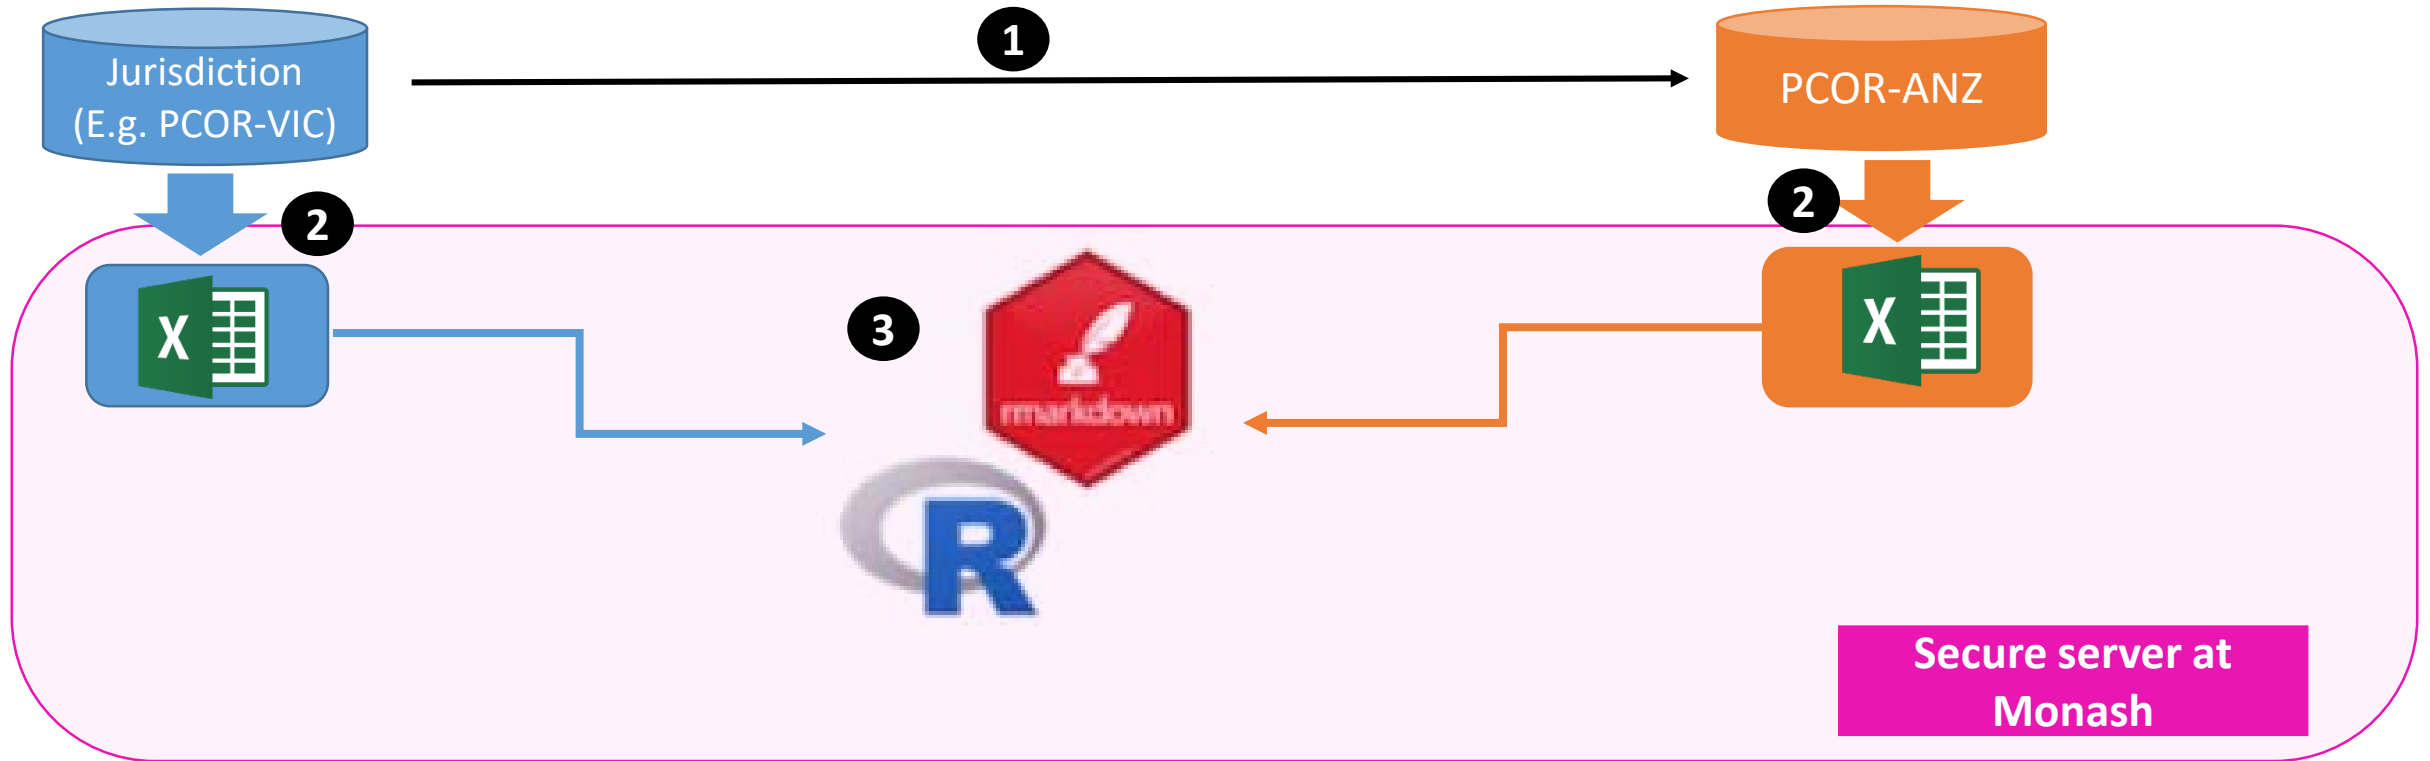 1
Jurisdiction
(E.g. PCOR-VIC)
PCOR-ANZ
2
2
X
X
3
rmarkdown
R
Secure server at
Monash